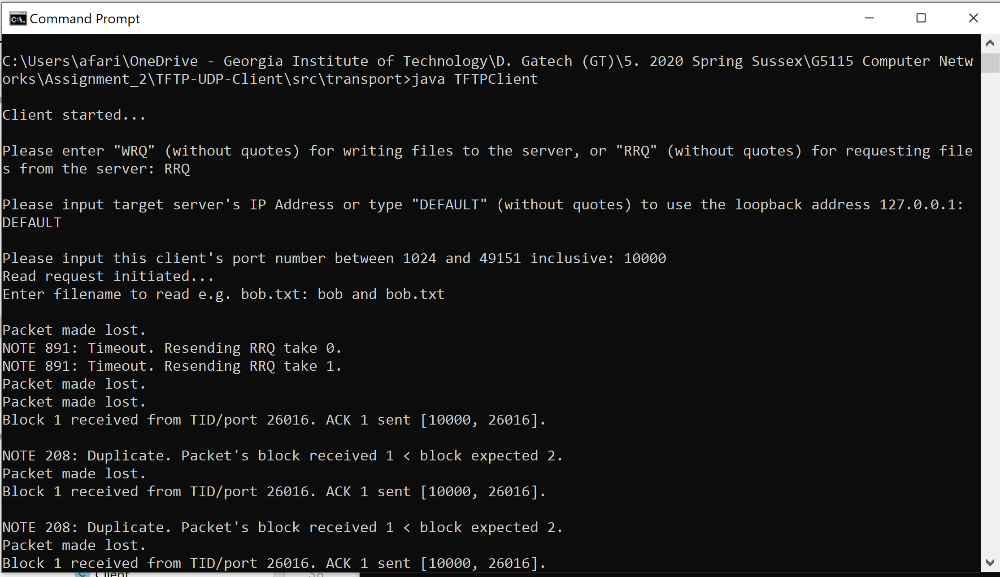 Command Prompt
C:\Users\afari\OneDrive - Georgia Institute of Technology\D. Gatech (GT)\5. 2020 Spring Sussex\G5115 Computer Netw
orks\Assignment_2\TFTP-UDP-Client\src\transport>java TFTPClient
Client started...
Please enter "WRQ" (without quotes) for writing files to the server, or "RRQ" (without quotes) for requesting file
s from the server: RRQ
Please input target server's IP Address or type "DEFAULT" (without quotes) to use the loopback address 127.0.0.1:
DEFAULT
Please input this client's port number between 1024 and 49151 inclusive: 10000
Read request initiated...
Enter filename to read e.g. bob.txt: bob and bob.txt
Packet made lost.
NOTE 891: Timeout. Resending RRQ take 0.
NOTE 891: Timeout. Resending RRQ take 1.
Packet made lost.
Packet made lost.
Block 1 received from TID/port 26016. ACK 1 sent [10000, 26016].
NOTE 208: Duplicate. Packet's block received 1 < block expected 2.
Packet made lost.
Block 1 received from TID/port 26016. ACK 1 sent [10000, 26016].
NOTE 208: Duplicate. Packet's block received 1 < block expected 2.
Packet made lost.
Block 1 received from TID/port 26016. ACK 1 sent [10000, 26016].
Client